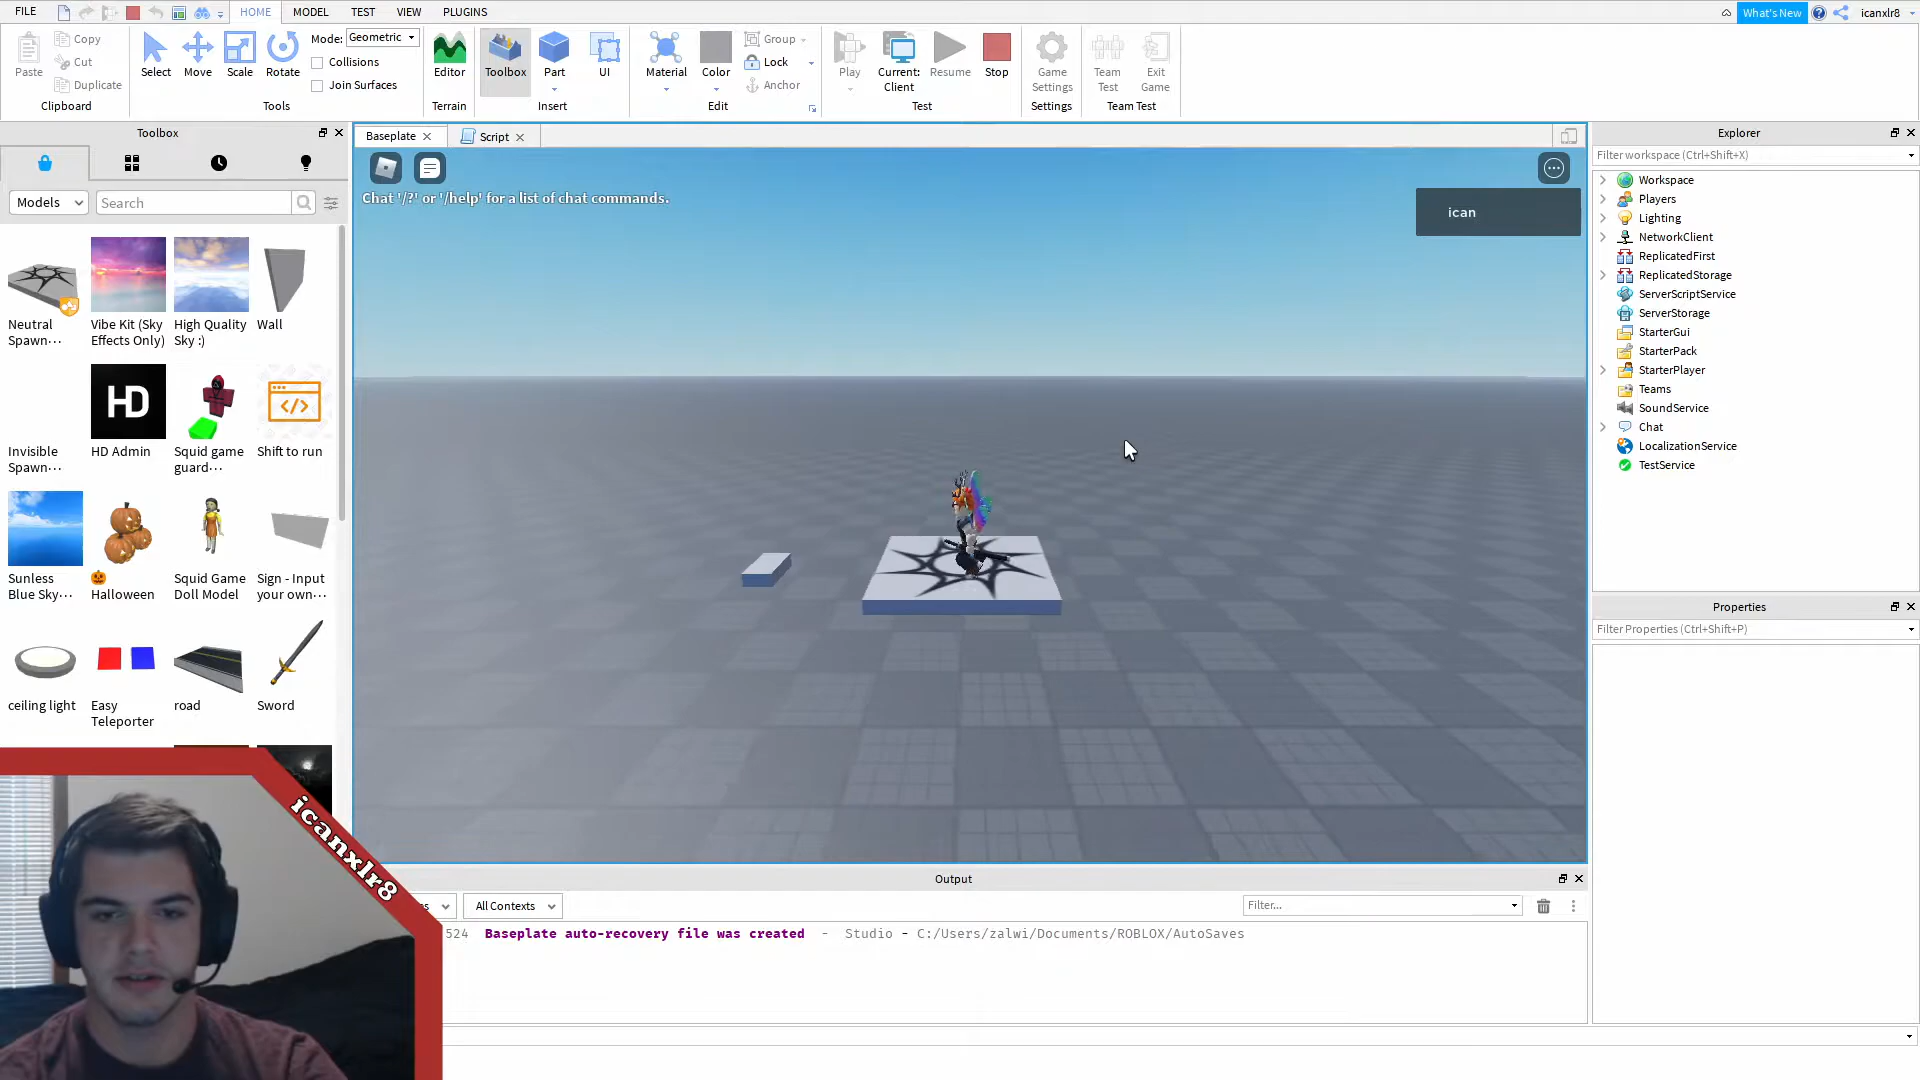 FILE
HOME
MODEL
TEST
VIEW
PLUGINS
What's New
icanxlr8
Paste
Copy
Cut
Duplicate
Clipboard
Select
Move
Scale
Rotate
Mode: Geometric
Collisions
Join Surfaces
Tools
Editor
Terrain
Toolbox
Part
UI
Insert
Material
Color
Group
Lock
Anchor
Edit
Play
Current:
Client
Resume
Stop
Test
Game
Settings
Settings
Team
Test
Exit
Game
Team Test
Toolbox
Models
Search
Neutral
Spawn···
Vibe Kit (Sky
Effects Only)
High Quality
Sky :)
Wall
Invisible
Spawn···
HD
HD Admin
Squid game
guard···
Shift to run
Sunless
Blue Sky···
Halloween
Squid Game
Doll Model
Sign - Input
your own···
ceiling light
Easy
Teleporter
road
Sword
icanxlr8
Baseplate
Script
Chat '/?' or '/help' for a list of chat commands.
ican
Output
All Contexts
Filter...
524 Baseplate auto-recovery file was created - Studio - C:/Users/zalwi/Documents/ROBLOX/AutoSaves
Explorer
Filter workspace (Ctrl+Shift+X)
Workspace
Players
Lighting
NetworkClient
ReplicatedFirst
ReplicatedStorage
ServerScriptService
ServerStorage
StarterGui
StarterPack
StarterPlayer
Teams
SoundService
Chat
LocalizationService
TestService
Properties
Filter Properties (Ctrl+Shift+P)